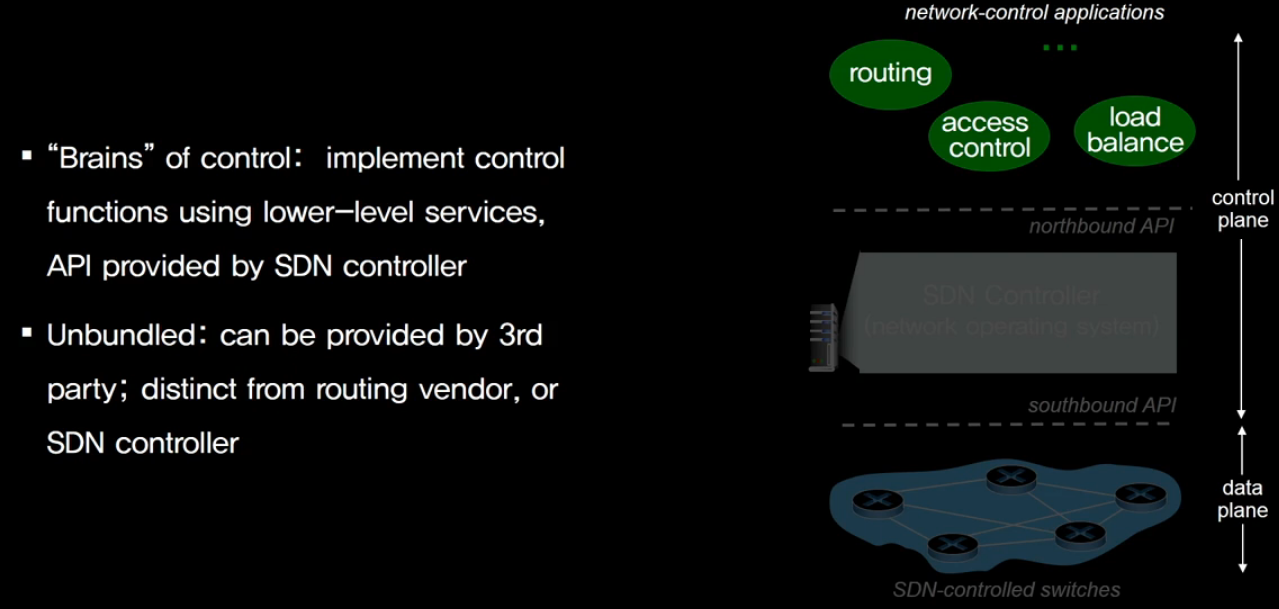 network-control applications
routing
...
access
control
load
balance
▪ “Brains” of control: implement control
functions using lower-level services,
API provided by SDN controller
▪ Unbundled: can be provided by 3rd
party; distinct from routing vendor, or
SDN controller
control
plane
northbound API
SDN Controller
(network operating system)
southbound API
data
plane
SDN-controlled switches